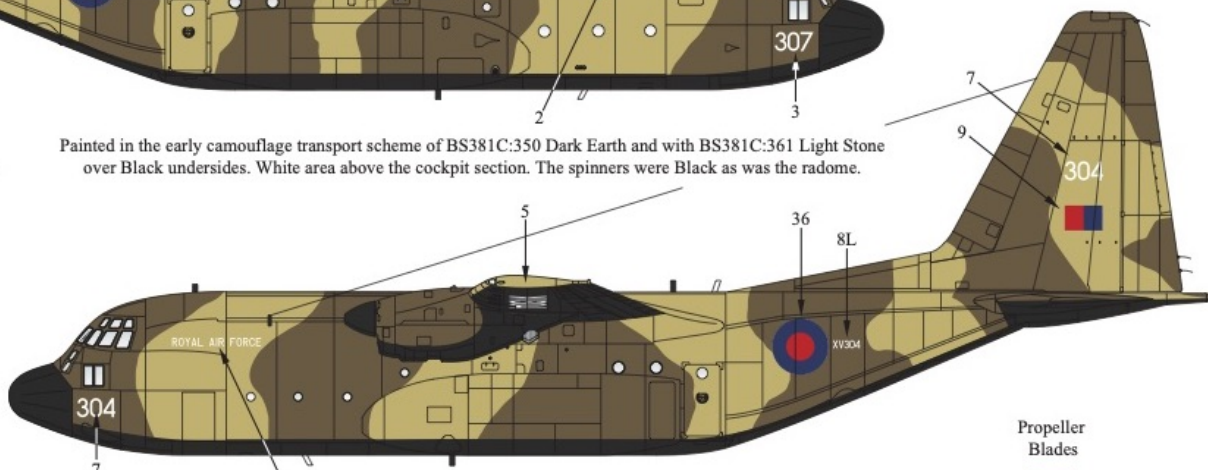 307
2
3
7
Painted in the early camouflage transport scheme of BS381C:350 Dark Earth and with BS381C:361 Light Stone
over Black undersides. White area above the cockpit section. The spinners were Black as was the radome.
9
304
5
36
8L
ROYAL AIR FORCE
XV304
304
7
Propeller
Blades